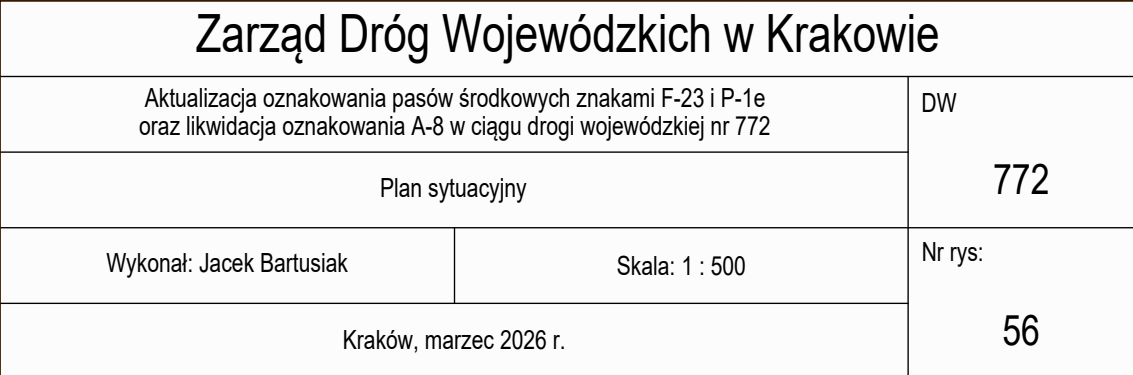 Zarząd Dróg Wojewódzkich w Krakowie
Aktualizacja oznakowania pasów środkowych znakami F-23 i P-1e
oraz likwidacja oznakowania A-8 w ciągu drogi wojewódzkiej nr 772
DW
772
Plan sytuacyjny
Wykonał: Jacek Bartusiak
Skala: 1 : 500
Nr rys:
56
Kraków, marzec 2026 r.